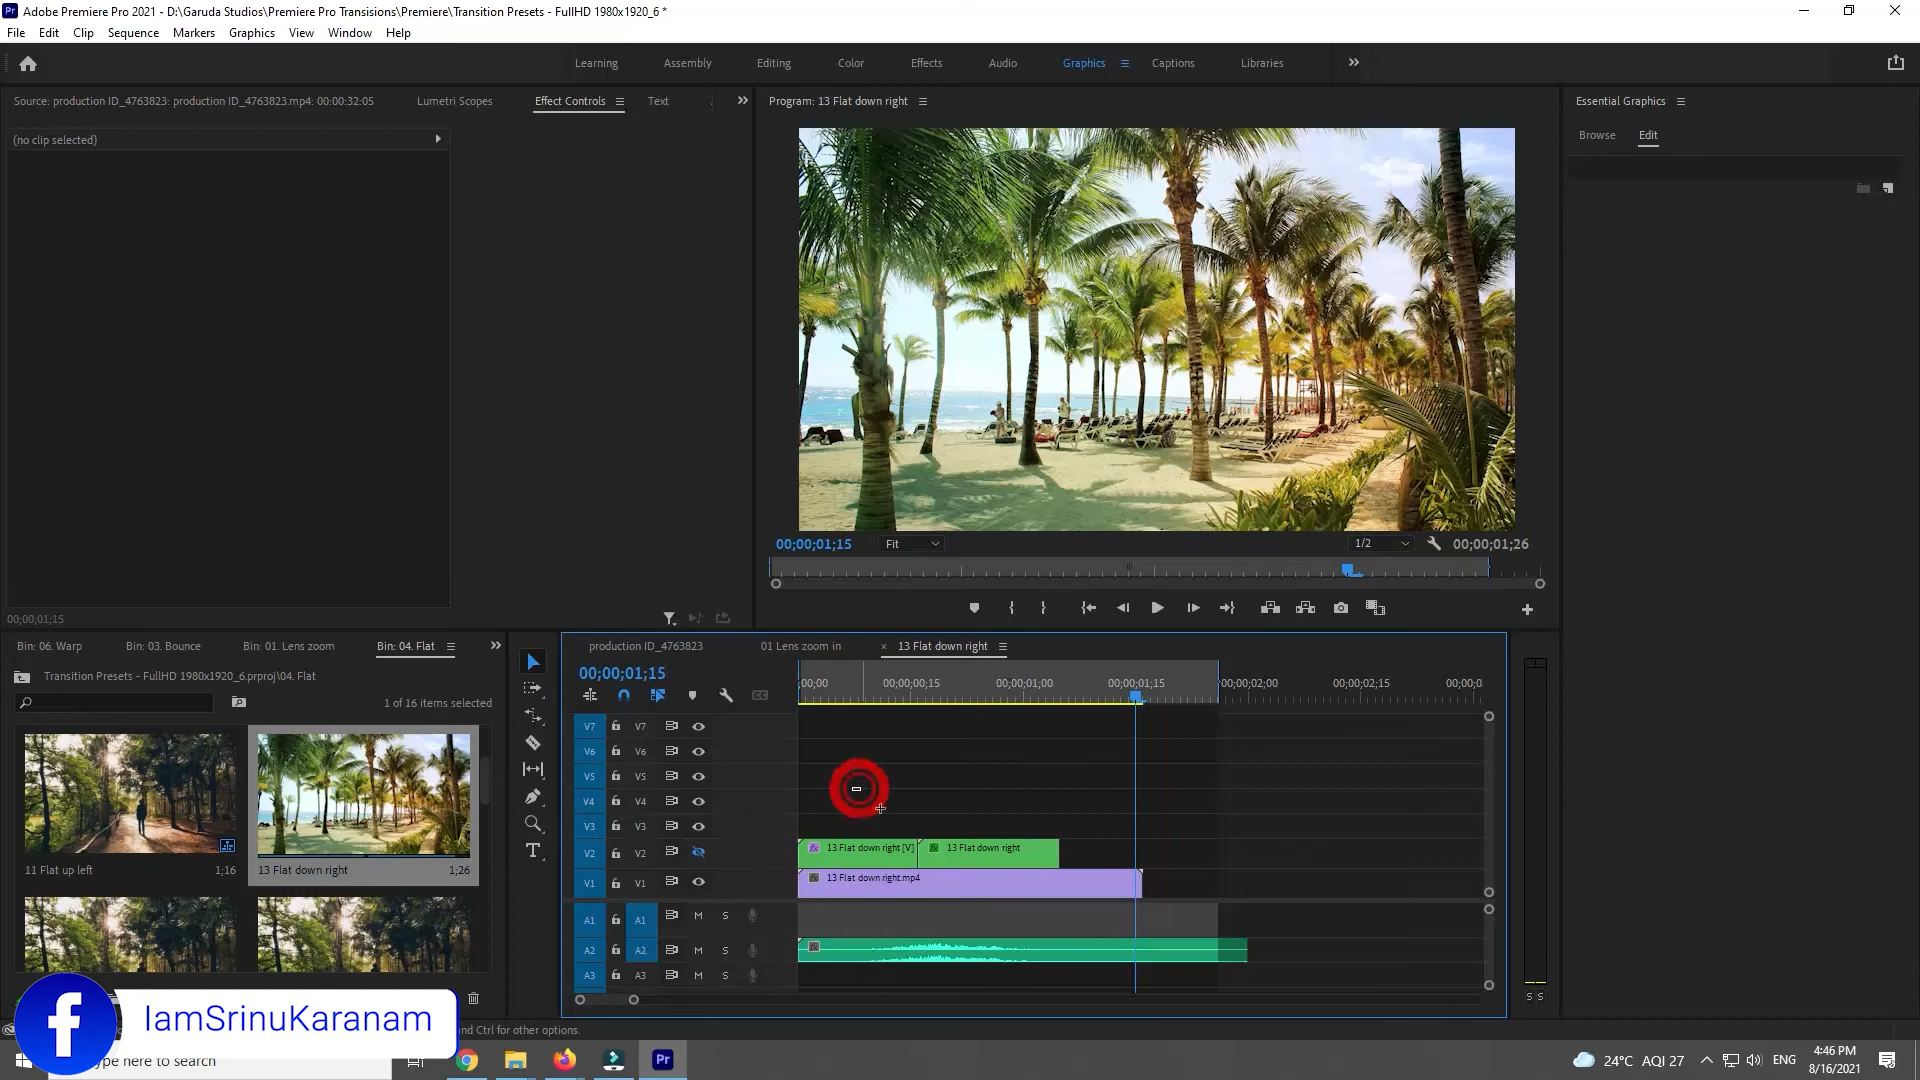 Adobe Premiere Pro 2021 - D:\Garuda Studios\Premiere Pro Transisions\Premiere\Transition Presets - FullHD 1980x1920_6 *
File Edit Clip Sequence Markers Graphics View Window Help
Learning Assembly Editing Color Effects Audio Graphics Captions Libraries
Source: production ID_4763823: production ID_4763823.mp4: 00:00:32:05 Lumetri Scopes Effect Controls Text
(no clip selected)
00;00;01;15
Program: 13 Flat down right
00;00;01;15 Fit 1/2 00;00;01;26
Essential Graphics
Browse Edit
Bin: 06. Warp Bin: 03. Bounce Bin: 01. Lens zoom Bin: 04. Flat
Transition Presets - FullHD 1980x1920_6.prproj\04. Flat
1 of 16 items selected
11 Flat up left 1;16
13 Flat down right 1;26
production ID_4763823 01 Lens zoom in × 13 Flat down right
00;00;01;15
;00;00 00;00;00;15 00;00;01;00 00;00;01;15 00;00;02;00 00;00;02;15 00;00;0
V7 V7
V6 V6
V5 V5
V4 V4
V3 V3
V2 V2 13 Flat down right [V] 13 Flat down right
V1 V1 13 Flat down right.mp4
A1 A1 M S
A2 A2 M S
A3 A3 M S
S S
IamSrinuKaranam
and Ctrl for other options.
ype here to search
Pr
24°C AQI 27 ENG
4:46 PM
8/16/2021